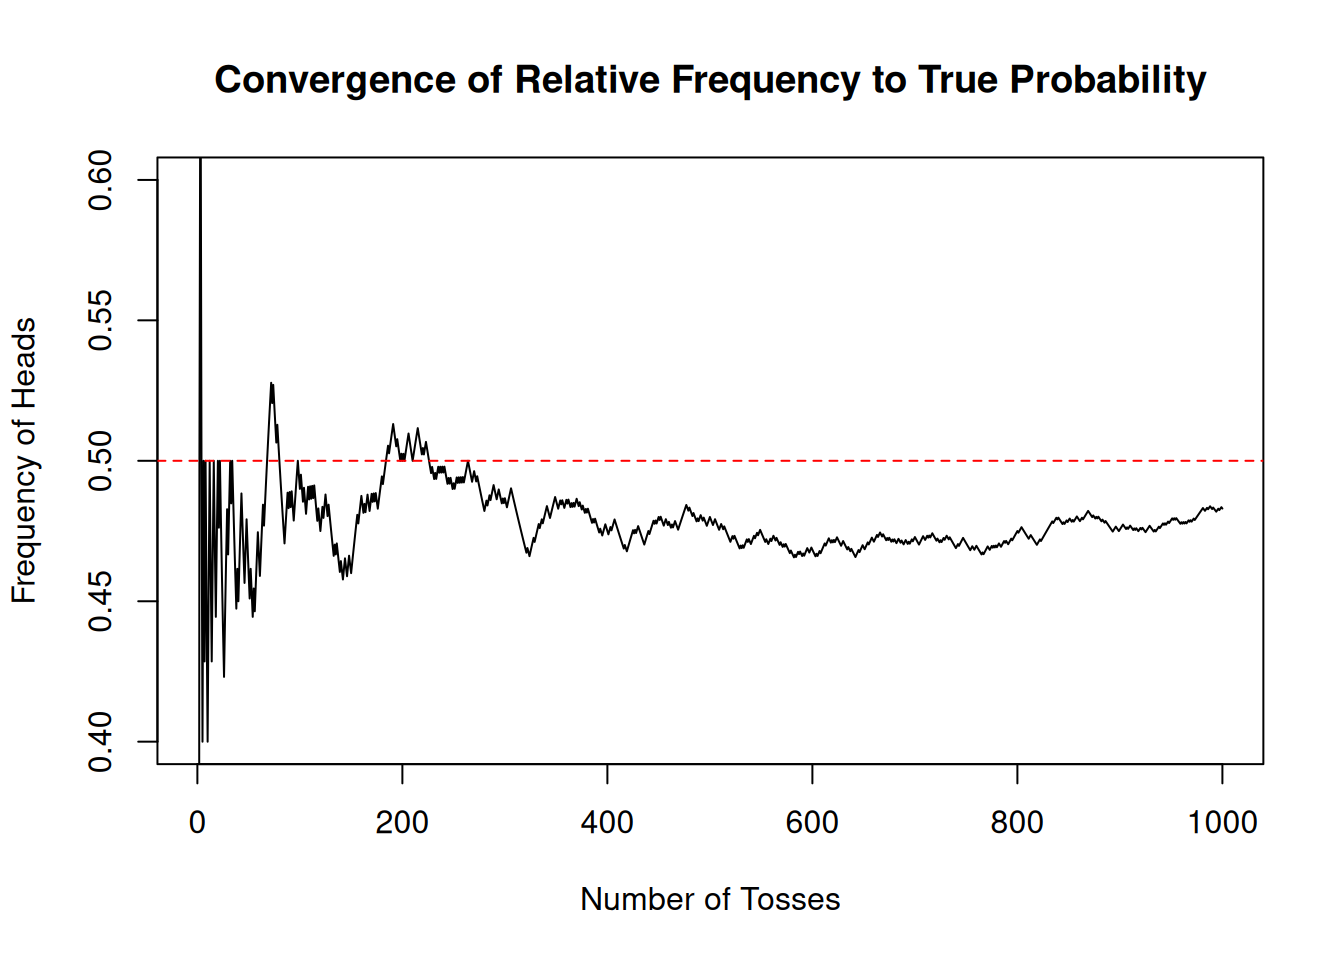 Convergence of Relative Frequency to True Probability
Frequency of Heads
0.60
0.55
0.50
0.45
0.40
0 200 400 600 800 1000
Number of Tosses